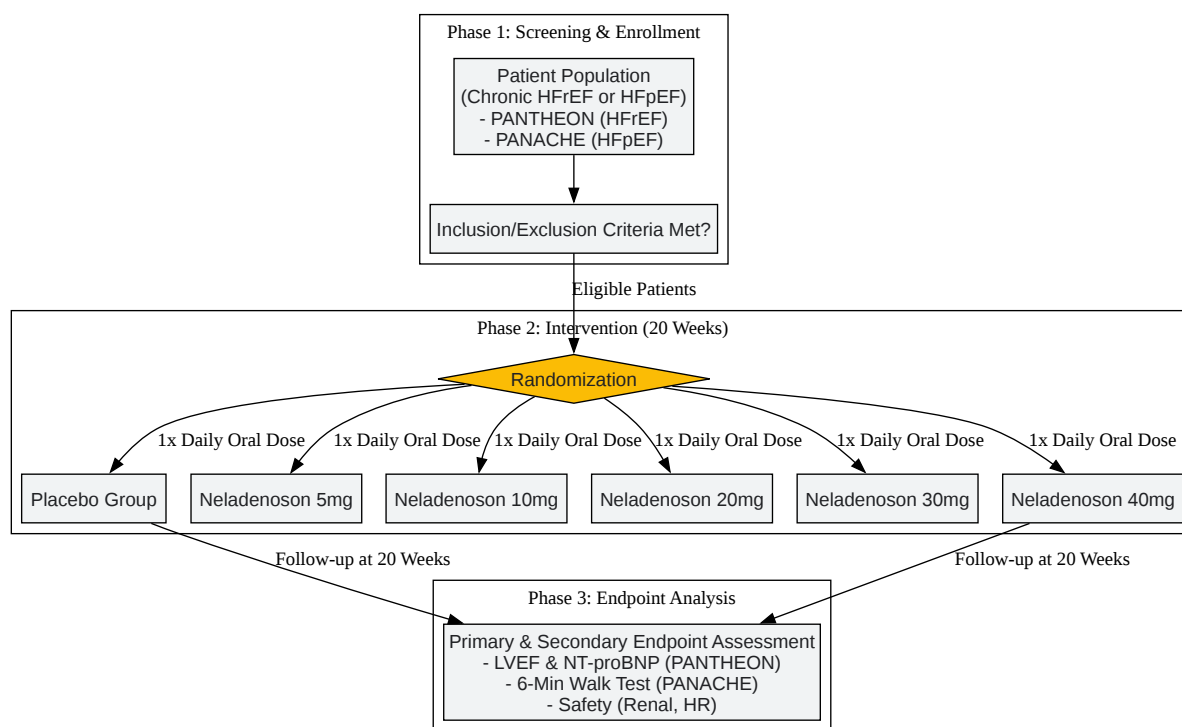 Phase 1: Screening & Enrollment
Patient Population
(Chronic HFrEF or HFpEF)
- PANTHEON (HFrEF)
- PANACHE (HFpEF)
Inclusion/Exclusion Criteria Met?
Eligible Patients
Phase 2: Intervention (20 Weeks)
Randomization
1x Daily Oral Dose
1x Daily Oral Dose
1x Daily Oral Dose
1x Daily Oral Dose
1x Daily Oral Dose
1x Daily Oral Dose
Placebo Group
Neladenoson 5mg
Neladenoson 10mg
Neladenoson 20mg
Neladenoson 30mg
Neladenoson 40mg
Follow-up at 20 Weeks
Follow-up at 20 Weeks
Phase 3: Endpoint Analysis
Primary & Secondary Endpoint Assessment
- LVEF & NT-proBNP (PANTHEON)
- 6-Min Walk Test (PANACHE)
- Safety (Renal, HR)